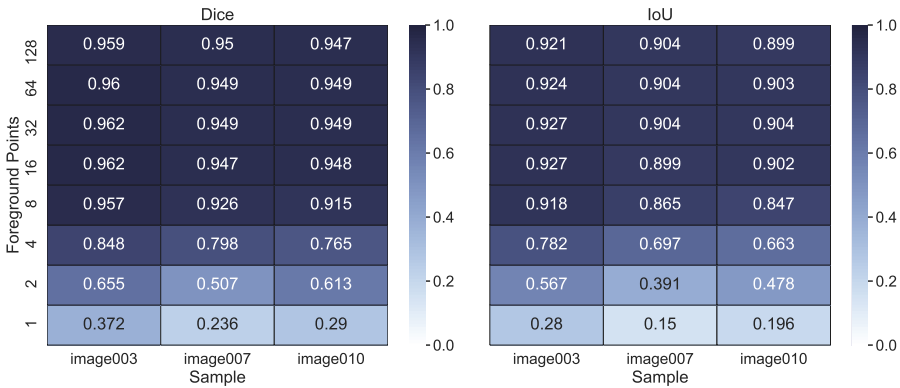 Dice
IoU
Foreground Points
128 0.959 0.95 0.947 0.921 0.904 0.899
64 0.96 0.949 0.949 0.924 0.904 0.903
32 0.962 0.949 0.949 0.927 0.904 0.904
16 0.962 0.947 0.948 0.927 0.899 0.902
8 0.957 0.926 0.915 0.918 0.865 0.847
4 0.848 0.798 0.765 0.782 0.697 0.663
2 0.655 0.507 0.613 0.567 0.391 0.478
1 0.372 0.236 0.29 0.28 0.15 0.196
1.0 1.0
0.8 0.8
0.6 0.6
0.4 0.4
0.2 0.2
0.0 0.0
image003 image007 image010 image003 image007 image010
Sample Sample